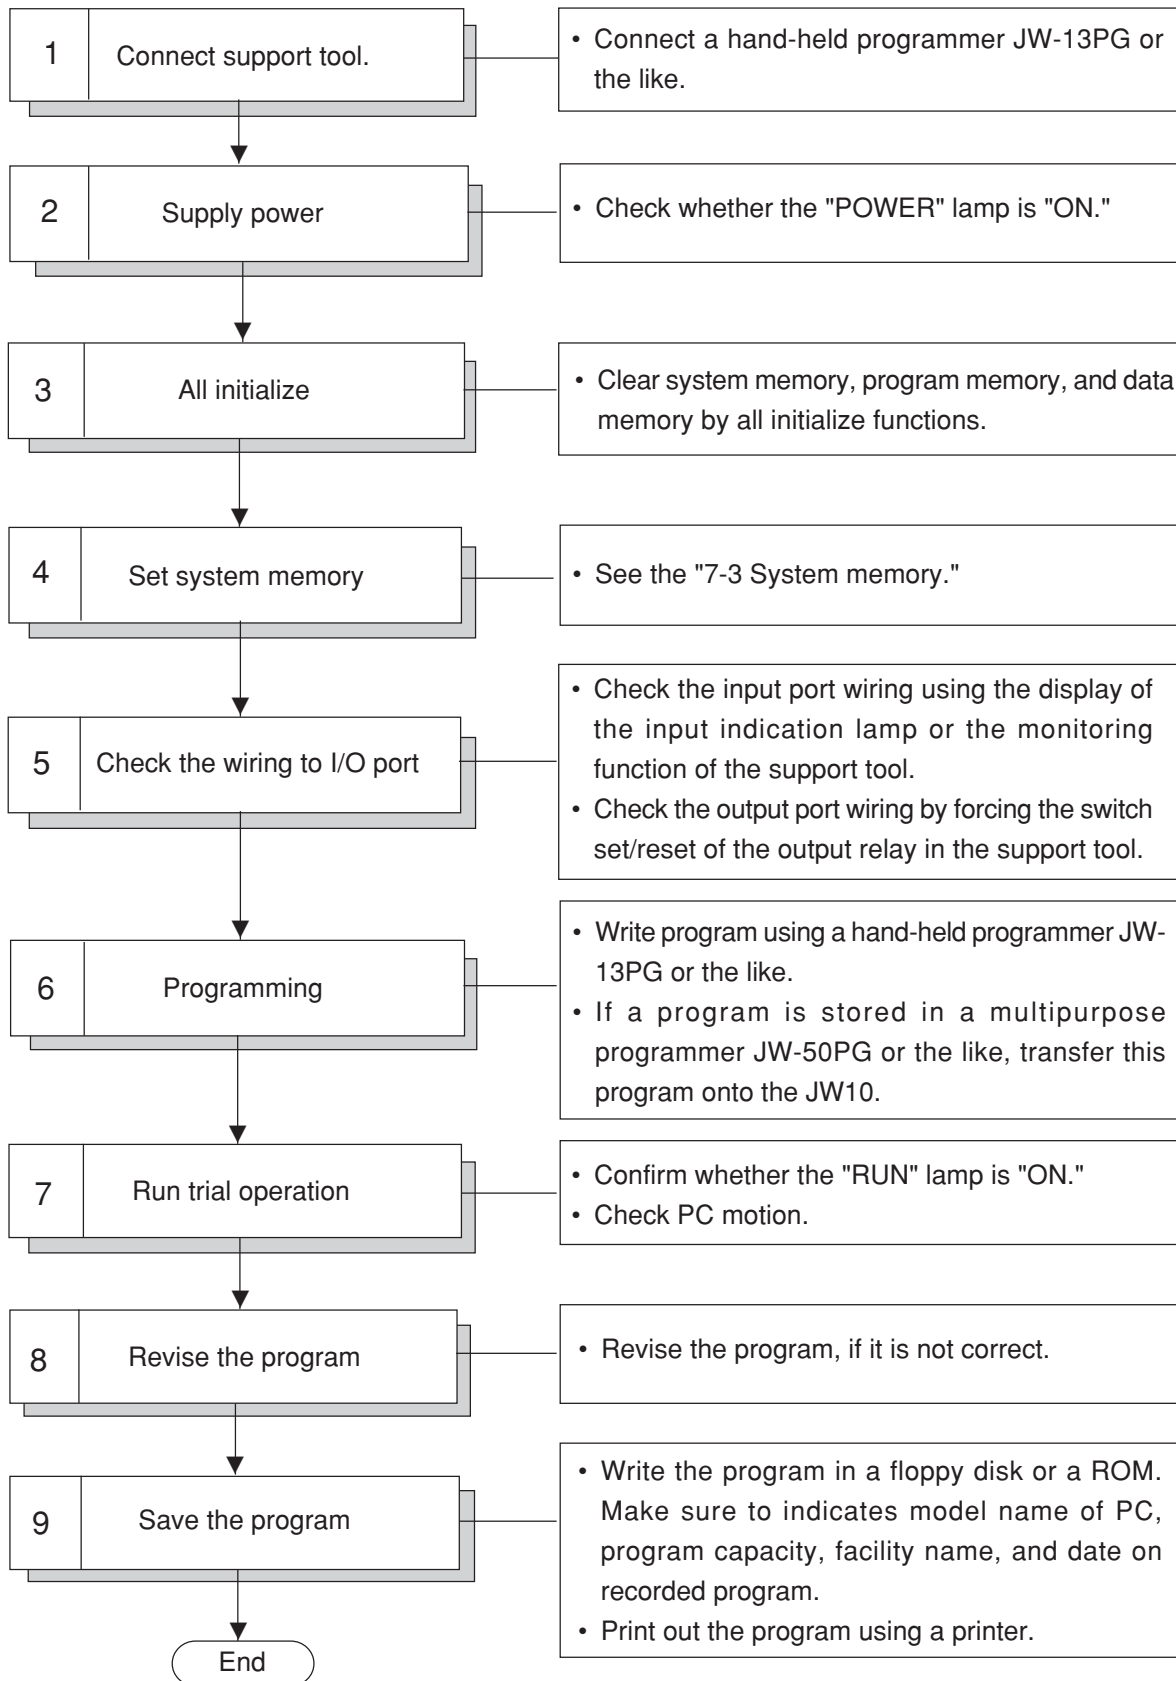 1
Connect support tool.
• Connect a hand-held programmer JW-13PG or
the like.
2
Supply power
• Check whether the "POWER" lamp is "ON."
3
All initialize
• Clear system memory, program memory, and data
memory by all initialize functions.
4
Set system memory
• See the "7-3 System memory."
5
Check the wiring to I/O port
• Check the input port wiring using the display of
the input indication lamp or the monitoring
function of the support tool.
• Check the output port wiring by forcing the switch
set/reset of the output relay in the support tool.
6
Programming
• Write program using a hand-held programmer JW-
13PG or the like.
• If a program is stored in a multipurpose
programmer JW-50PG or the like, transfer this
program onto the JW10.
7
Run trial operation
• Confirm whether the "RUN" lamp is "ON."
• Check PC motion.
8
Revise the program
• Revise the program, if it is not correct.
9
Save the program
• Write the program in a floppy disk or a ROM.
Make sure to indicates model name of PC,
program capacity, facility name, and date on
recorded program.
• Print out the program using a printer.
End